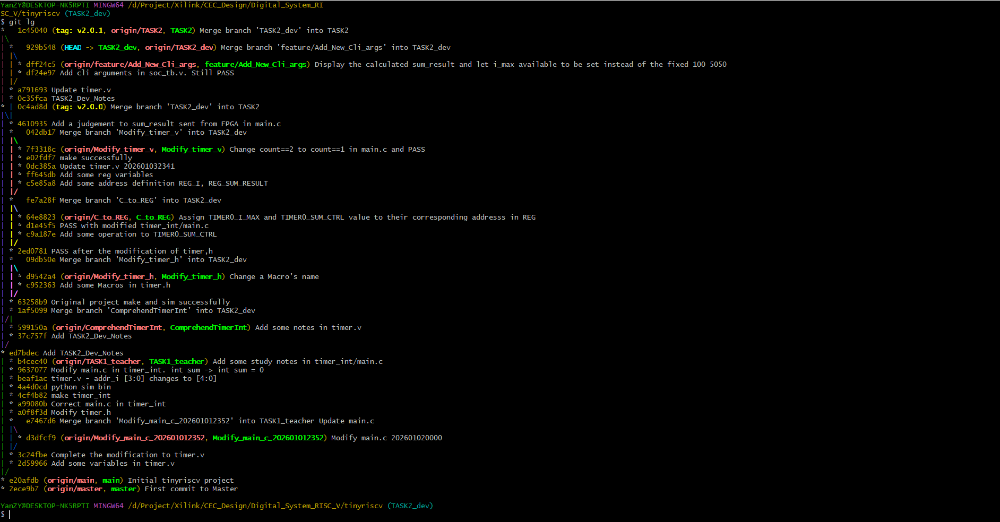 YanZY@DESKTOP-NK5RPTI MINGW64 /d/Project/Xilink/CEC_Design/Digital_System_RI
SC_V/tinyriscv (TASK2_dev)
$ git lg
*   1c45040 (tag: v2.0.1, origin/TASK2, TASK2) Merge branch 'TASK2_dev' into TASK2
|\
| *   929b548 (HEAD -> TASK2_dev, origin/TASK2_dev) Merge branch 'feature/Add_New_Cli_args' into TASK2_dev
| |\
| | * dff24c5 (origin/feature/Add_New_Cli_args, feature/Add_New_Cli_args) Display the calculated sum_result and let i_max available to be set instead of the fixed 100 5050
| | * df24e97 Add cli arguments in soc_tb.v. Still PASS
| |/
| * a791693 Update timer.v
| * 0c35fca TASK2_Dev_Notes
* | 0c4ad8d (tag: v2.0.0) Merge branch 'TASK2_dev' into TASK2
|\|
| * 4610935 Add a judgement to sum_result sent from FPGA in main.c
| *   042db17 Merge branch 'Modify_timer_v' into TASK2_dev
| |\
| | * 7f3318c (origin/Modify_timer_v, Modify_timer_v) Change count==2 to count==1 in main.c and PASS
| | * e02fdf7 make successfully
| | * 0dc385a Update timer.v 202601032341
| | * ff645db Add some reg variables
| | * c5e85a8 Add some address definition REG_I, REG_SUM_RESULT
| |/
| *   fe7a28f Merge branch 'C_to_REG' into TASK2_dev
| |\
| | * 64e8823 (origin/C_to_REG, C_to_REG) Assign TIMER0_I_MAX and TIMER0_SUM_CTRL value to their corresponding addresss in REG
| | * d1e45f5 PASS with modified timer_int/main.c
| | * c9a187e Add some operation to TIMER0_SUM_CTRL
| |/
| * 2ed0781 PASS after the modification of timer,h
| *   09db50e Merge branch 'Modify_timer_h' into TASK2_dev
| |\
| | * d9542a4 (origin/Modify_timer_h, Modify_timer_h) Change a Macro's name
| | * c952363 Add some Macros in timer.h
| |/
| * 63258b9 Original project make and sim successfully
| * 1af5099 Merge branch 'ComprehendTimerInt' into TASK2_dev
|/|
| * 599150a (origin/ComprehendTimerInt, ComprehendTimerInt) Add some notes in timer.v
| * 37c757f Add TASK2_Dev_Notes
|/
* ed7bdec Add TASK2_Dev_Notes
| * b4cec40 (origin/TASK1_teacher, TASK1_teacher) Add some study notes in timer_int/main.c
| * 9637077 Modify main.c in timer_int. int sum -> int sum = 0
| * beaf1ac timer.v - addr_i [3:0] changes to [4:0]
| * 4a4d0cd python sim bin
| * 4cf4b82 make timer_int
| * a99080b Correct main.c in timer_int
| * a0f8f3d Modify timer.h
| *   e7467d6 Merge branch 'Modify_main_c_202601012352' into TASK1_teacher Update main.c
| |\
| | * d3dfcf9 (origin/Modify_main_c_202601012352, Modify_main_c_202601012352) Modify main.c 202601020000
| |/
| * 3c24fbe Complete the modification to timer.v
| * 2d59966 Add some variables in timer.v
|/
* e20afdb (origin/main, main) Initial tinyriscv project
* 2ece9b7 (origin/master, master) First commit to Master
YanZY@DESKTOP-NK5RPTI MINGW64 /d/Project/Xilink/CEC_Design/Digital_System_RISC_V/tinyriscv (TASK2_dev)
$